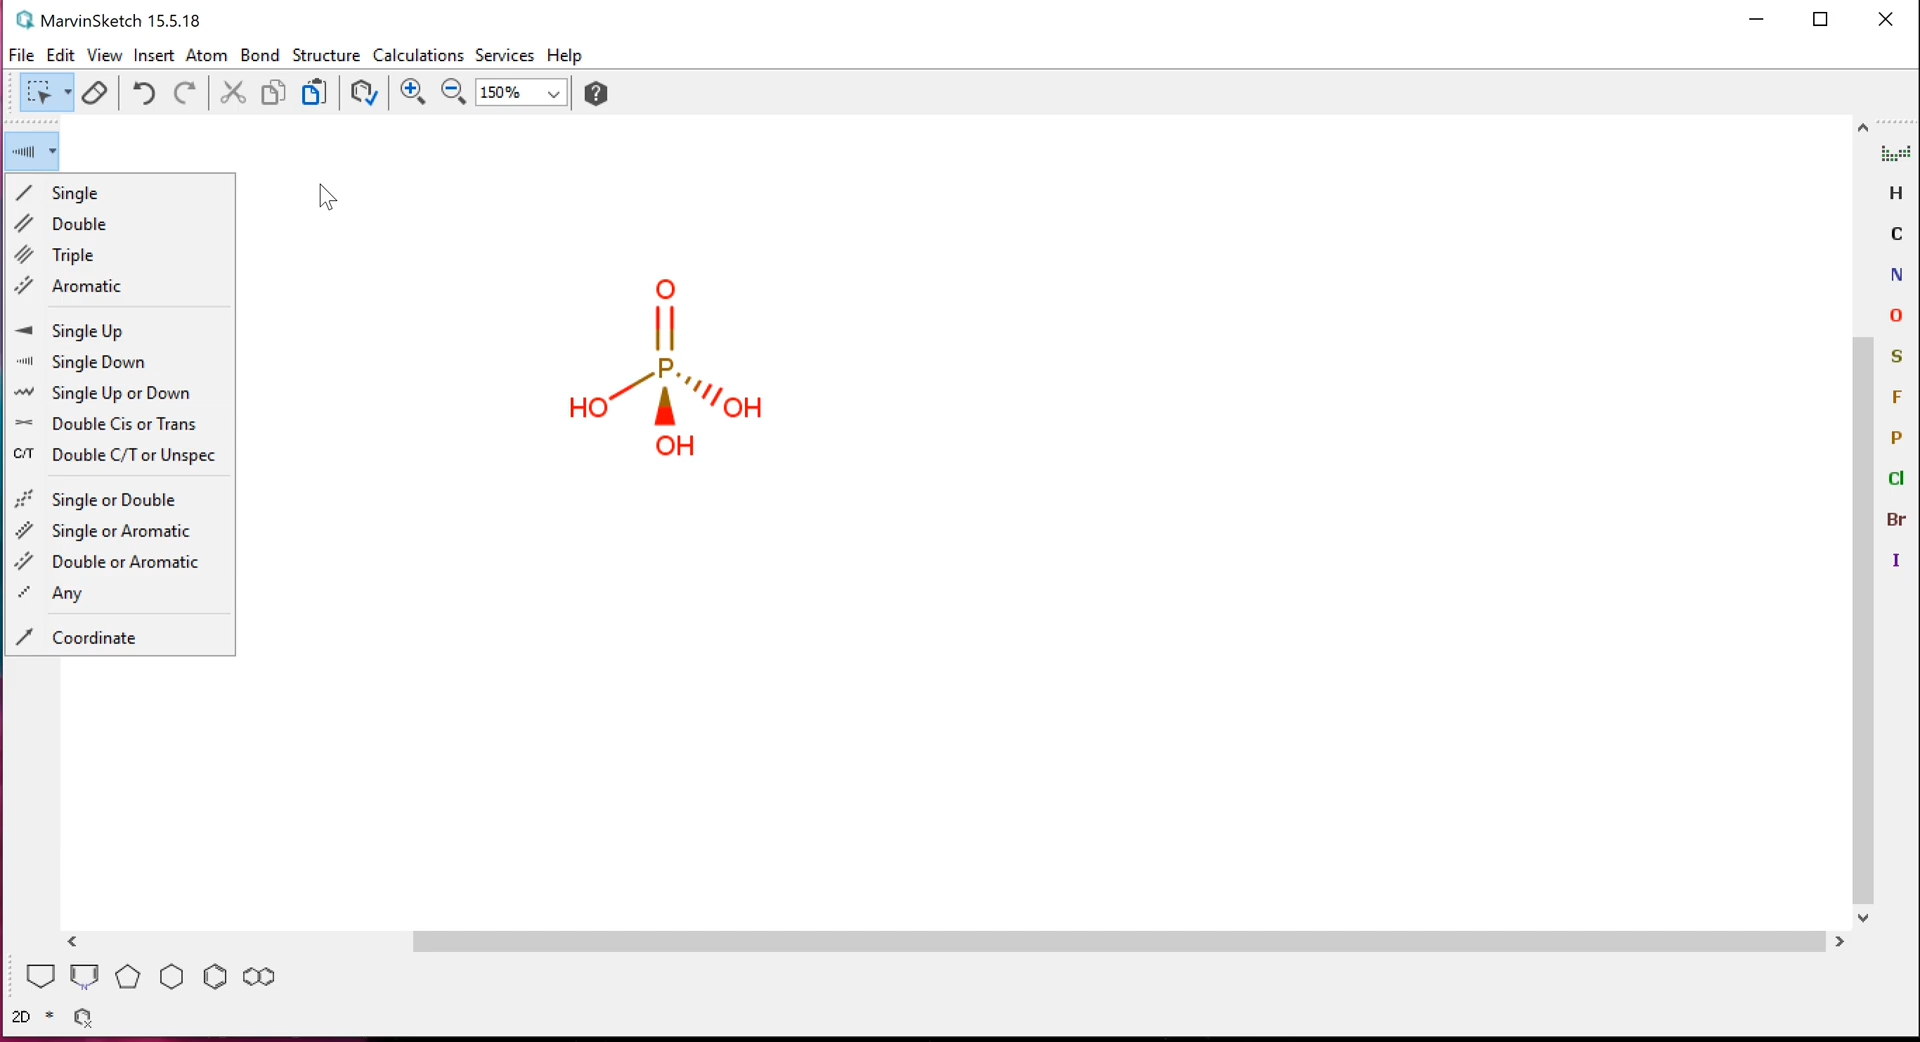 MarvinSketch 15.5.18
File Edit View Insert Atom Bond Structure Calculations Services Help
150%
Single
Double
Triple
Aromatic
Single Up
Single Down
Single Up or Down
Double Cis or Trans
C/T Double C/T or Unspec
Single or Double
Single or Aromatic
Double or Aromatic
Any
Coordinate
O
P
HO OH
OH
H
C
N
O
S
F
P
Cl
Br
I
N
2D *